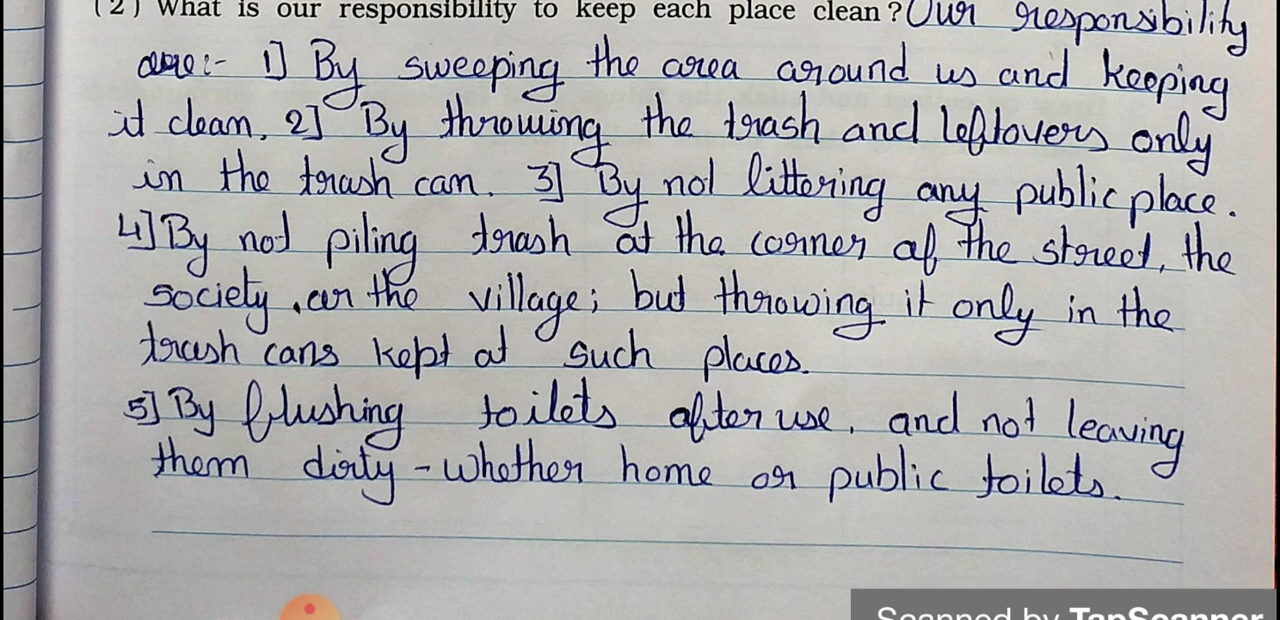 (2) What is our responsibility to keep each place clean? Our responsibility
are:- 1] By sweeping the area around us and keeping
it clean. 2] By throwing the trash and leftovers only
in the trash can. 3] By not littering any public place.
4] By not piling trash at the corner of the street, the
society, or the village; but throwing it only in the
trash cans kept at such places.
5] By flushing toilets after use, and not leaving
them dirty - whether home or public toilets.
Scanned by TapScanner